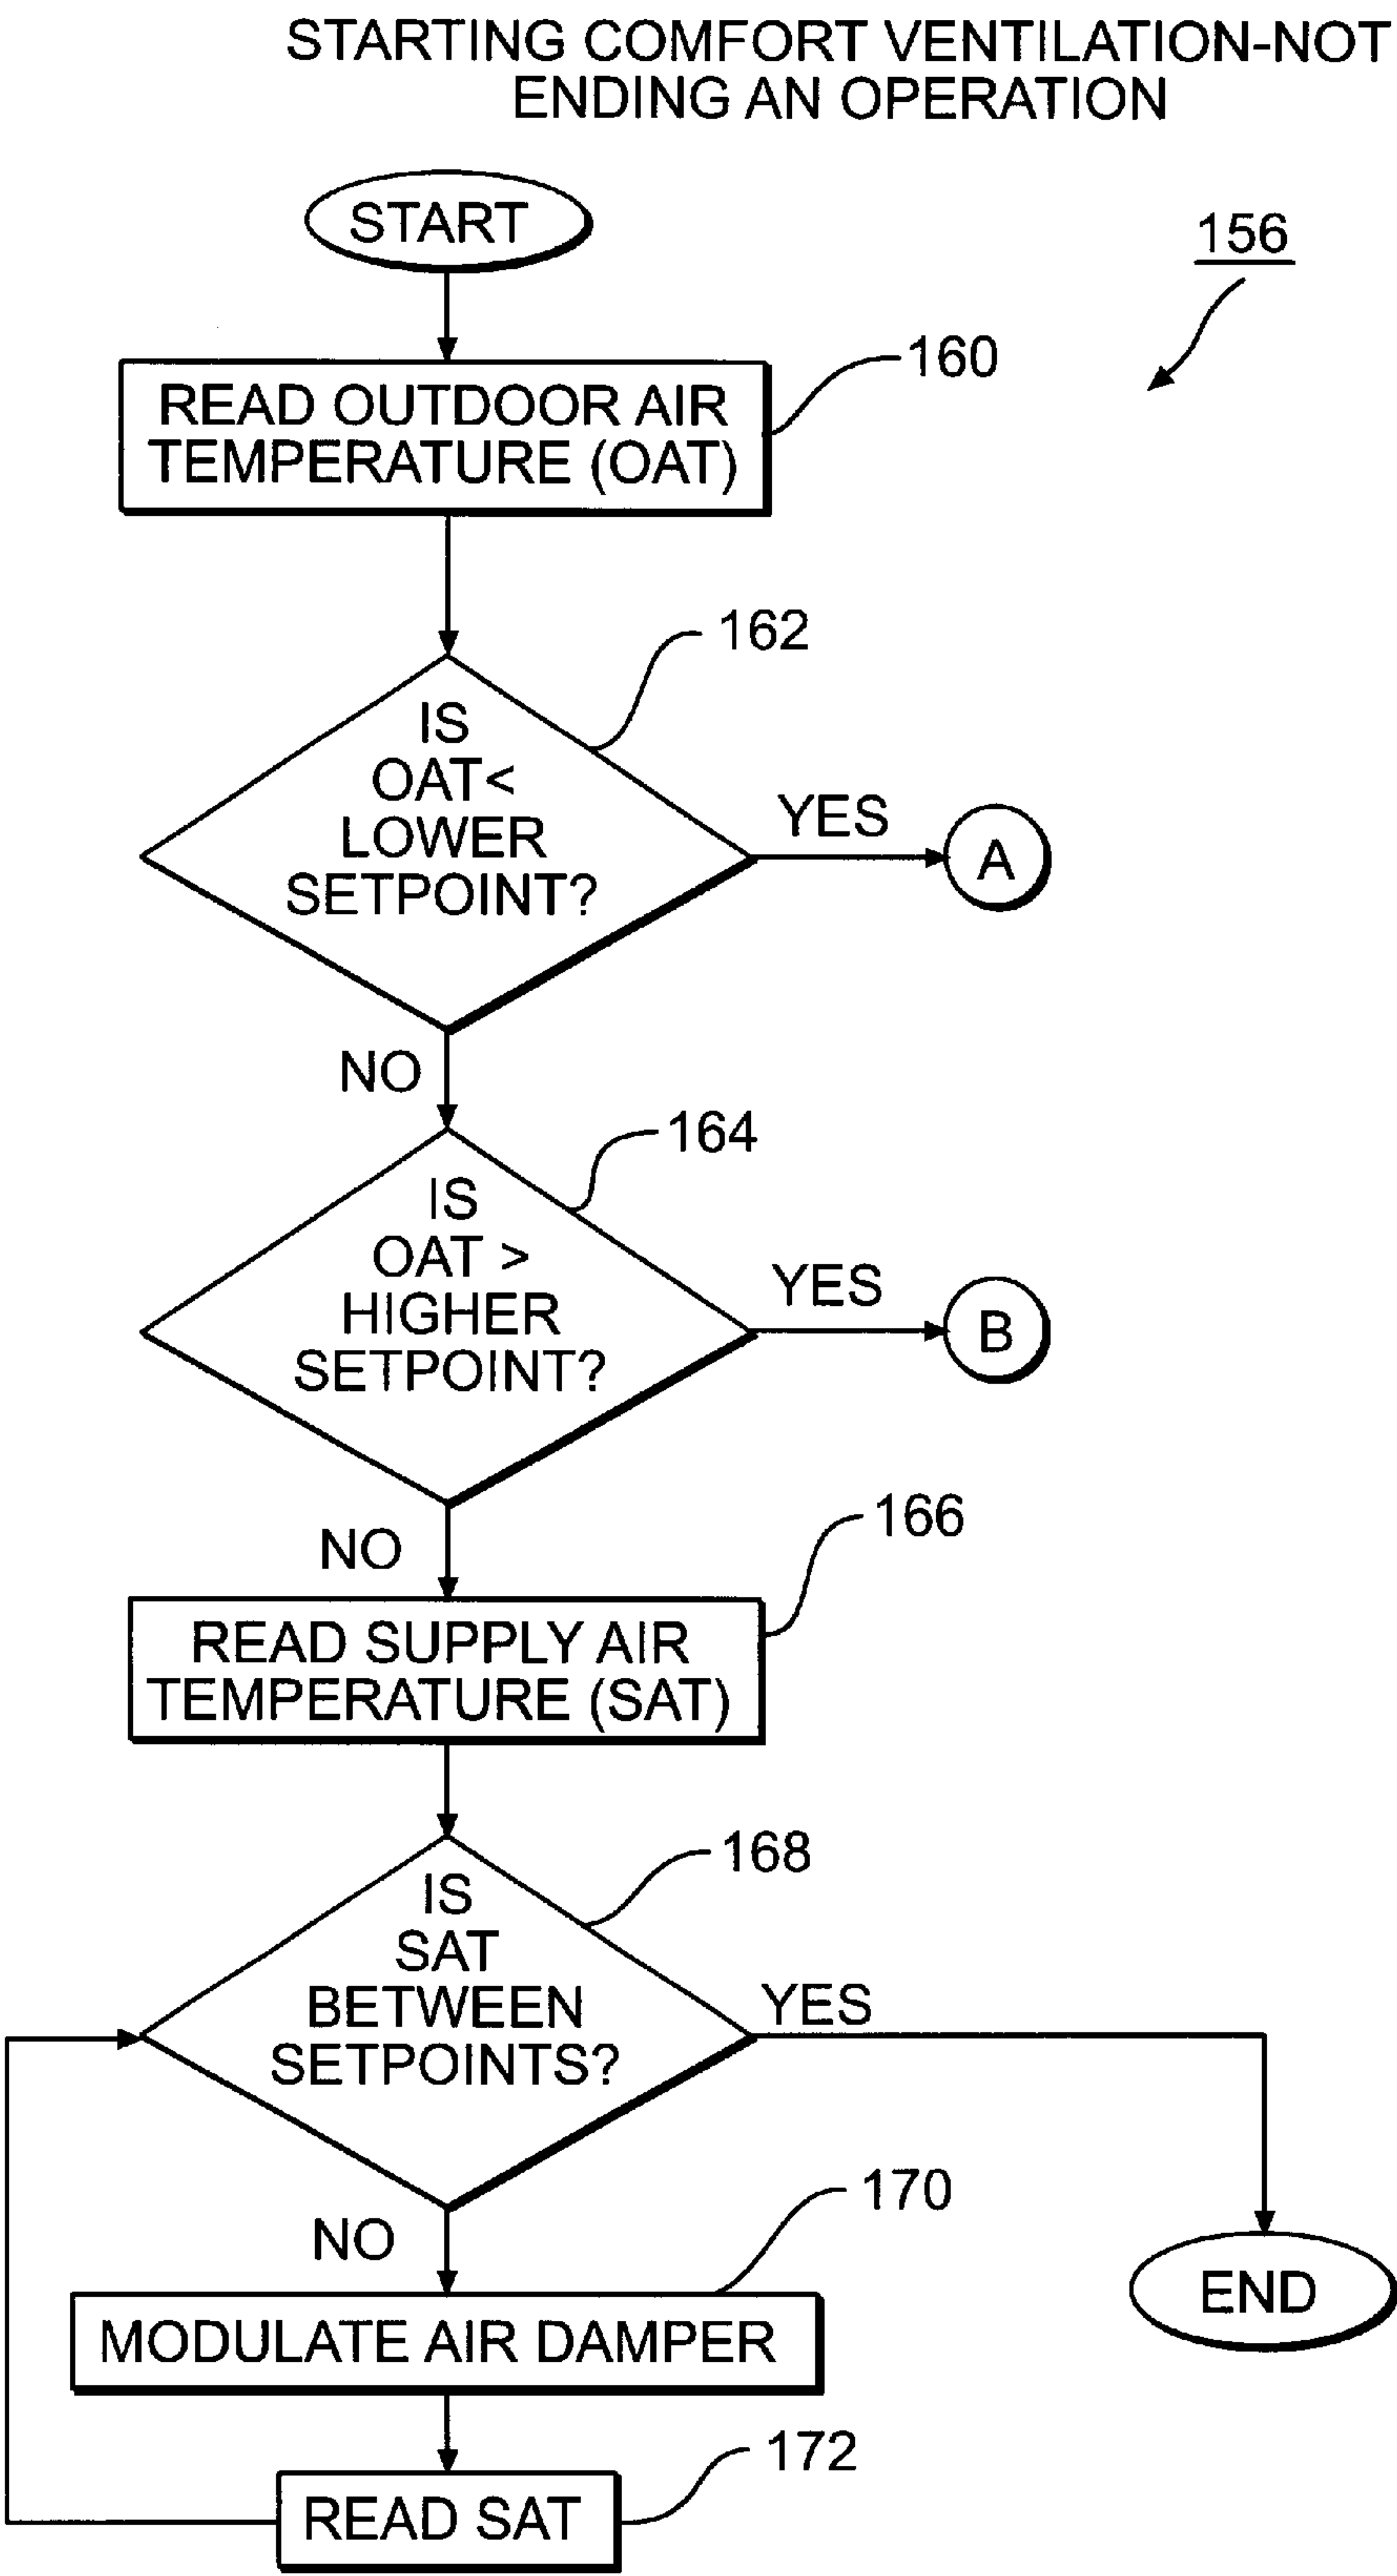 STARTING COMFORT VENTILATION-NOT
ENDING AN OPERATION
START
156
READ OUTDOOR AIR
TEMPERATURE (OAT)
160
162
IS
OAT<
LOWER
SETPOINT?
YES
A
NO
164
IS
OAT >
HIGHER
SETPOINT?
YES
B
NO
166
READ SUPPLY AIR
TEMPERATURE (SAT)
168
IS
SAT
BETWEEN
SETPOINTS?
YES
NO
170
END
MODULATE AIR DAMPER
172
READ SAT